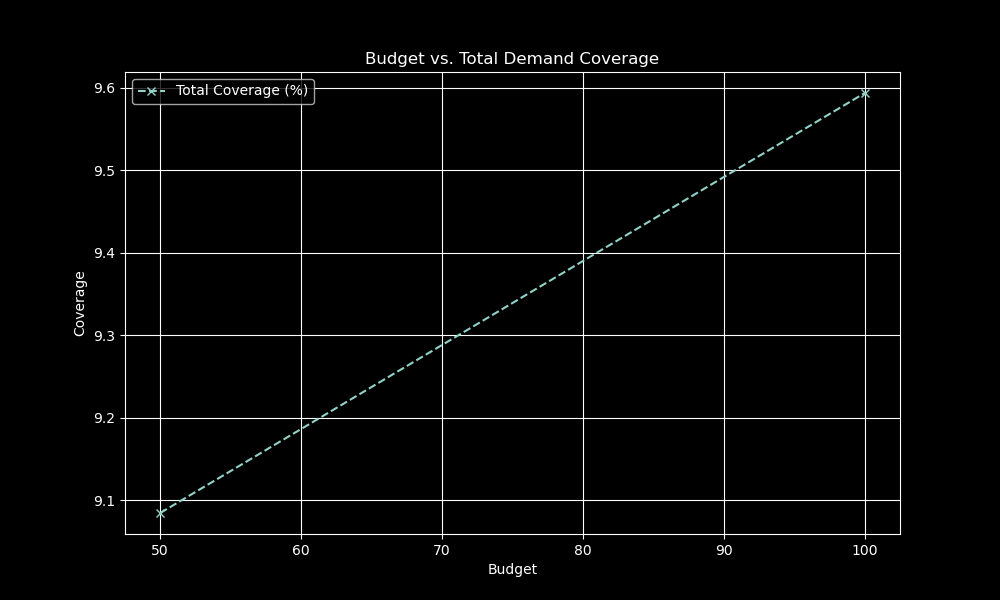 Budget vs. Total Demand Coverage
Total Coverage (%)
9.6
9.5
9.4
9.3
9.2
9.1
Coverage
50 60 70 80 90 100
Budget